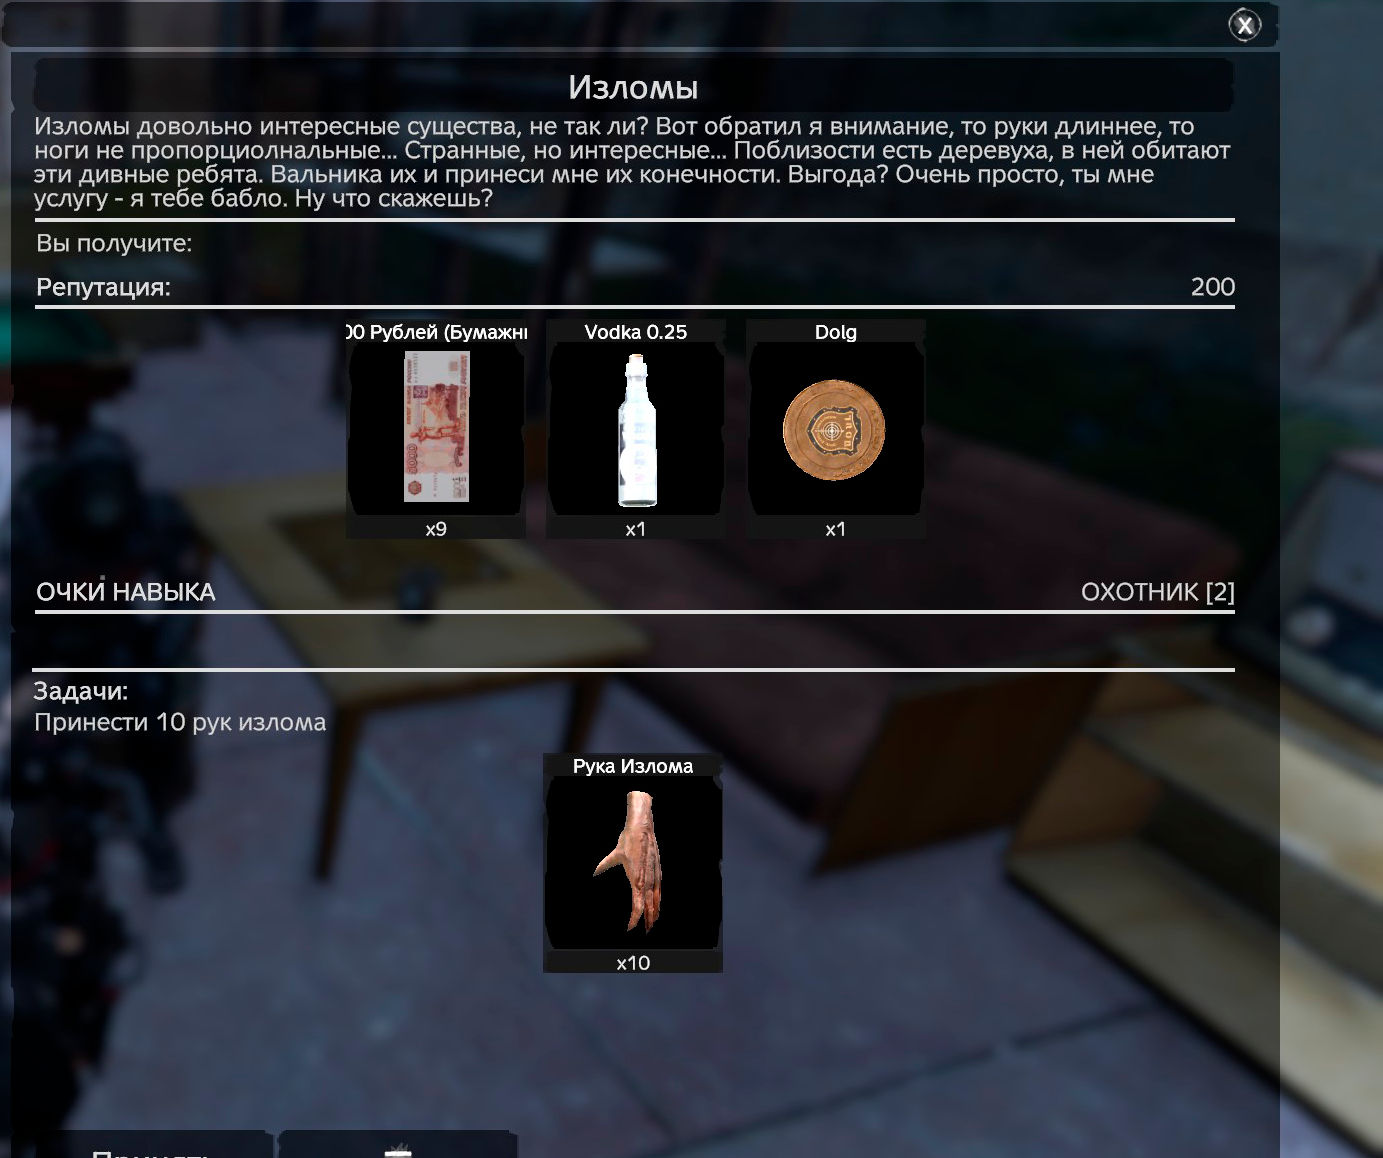 X
Изломы
Изломы довольно интересные существа, не так ли? Вот обратил я внимание, то руки длиннее, то
ноги не пропорциолнальные... Странные, но интересные... Поблизости есть деревуха, в ней обитают
эти дивные ребята. Вальника их и принеси мне их конечности. Выгода? Очень просто, ты мне
услугу - я тебе бабло. Ну что скажешь?
Вы получите:
Репутация: 200
00 Рублей (Бумажн Vodka 0.25 Dolg
5000
ДОЛГ
x9 x1 x1
ОЧКИ НАВЫКА ОХОТНИК [2]
Задачи:
Принести 10 рук излома
Рука Излома
x10